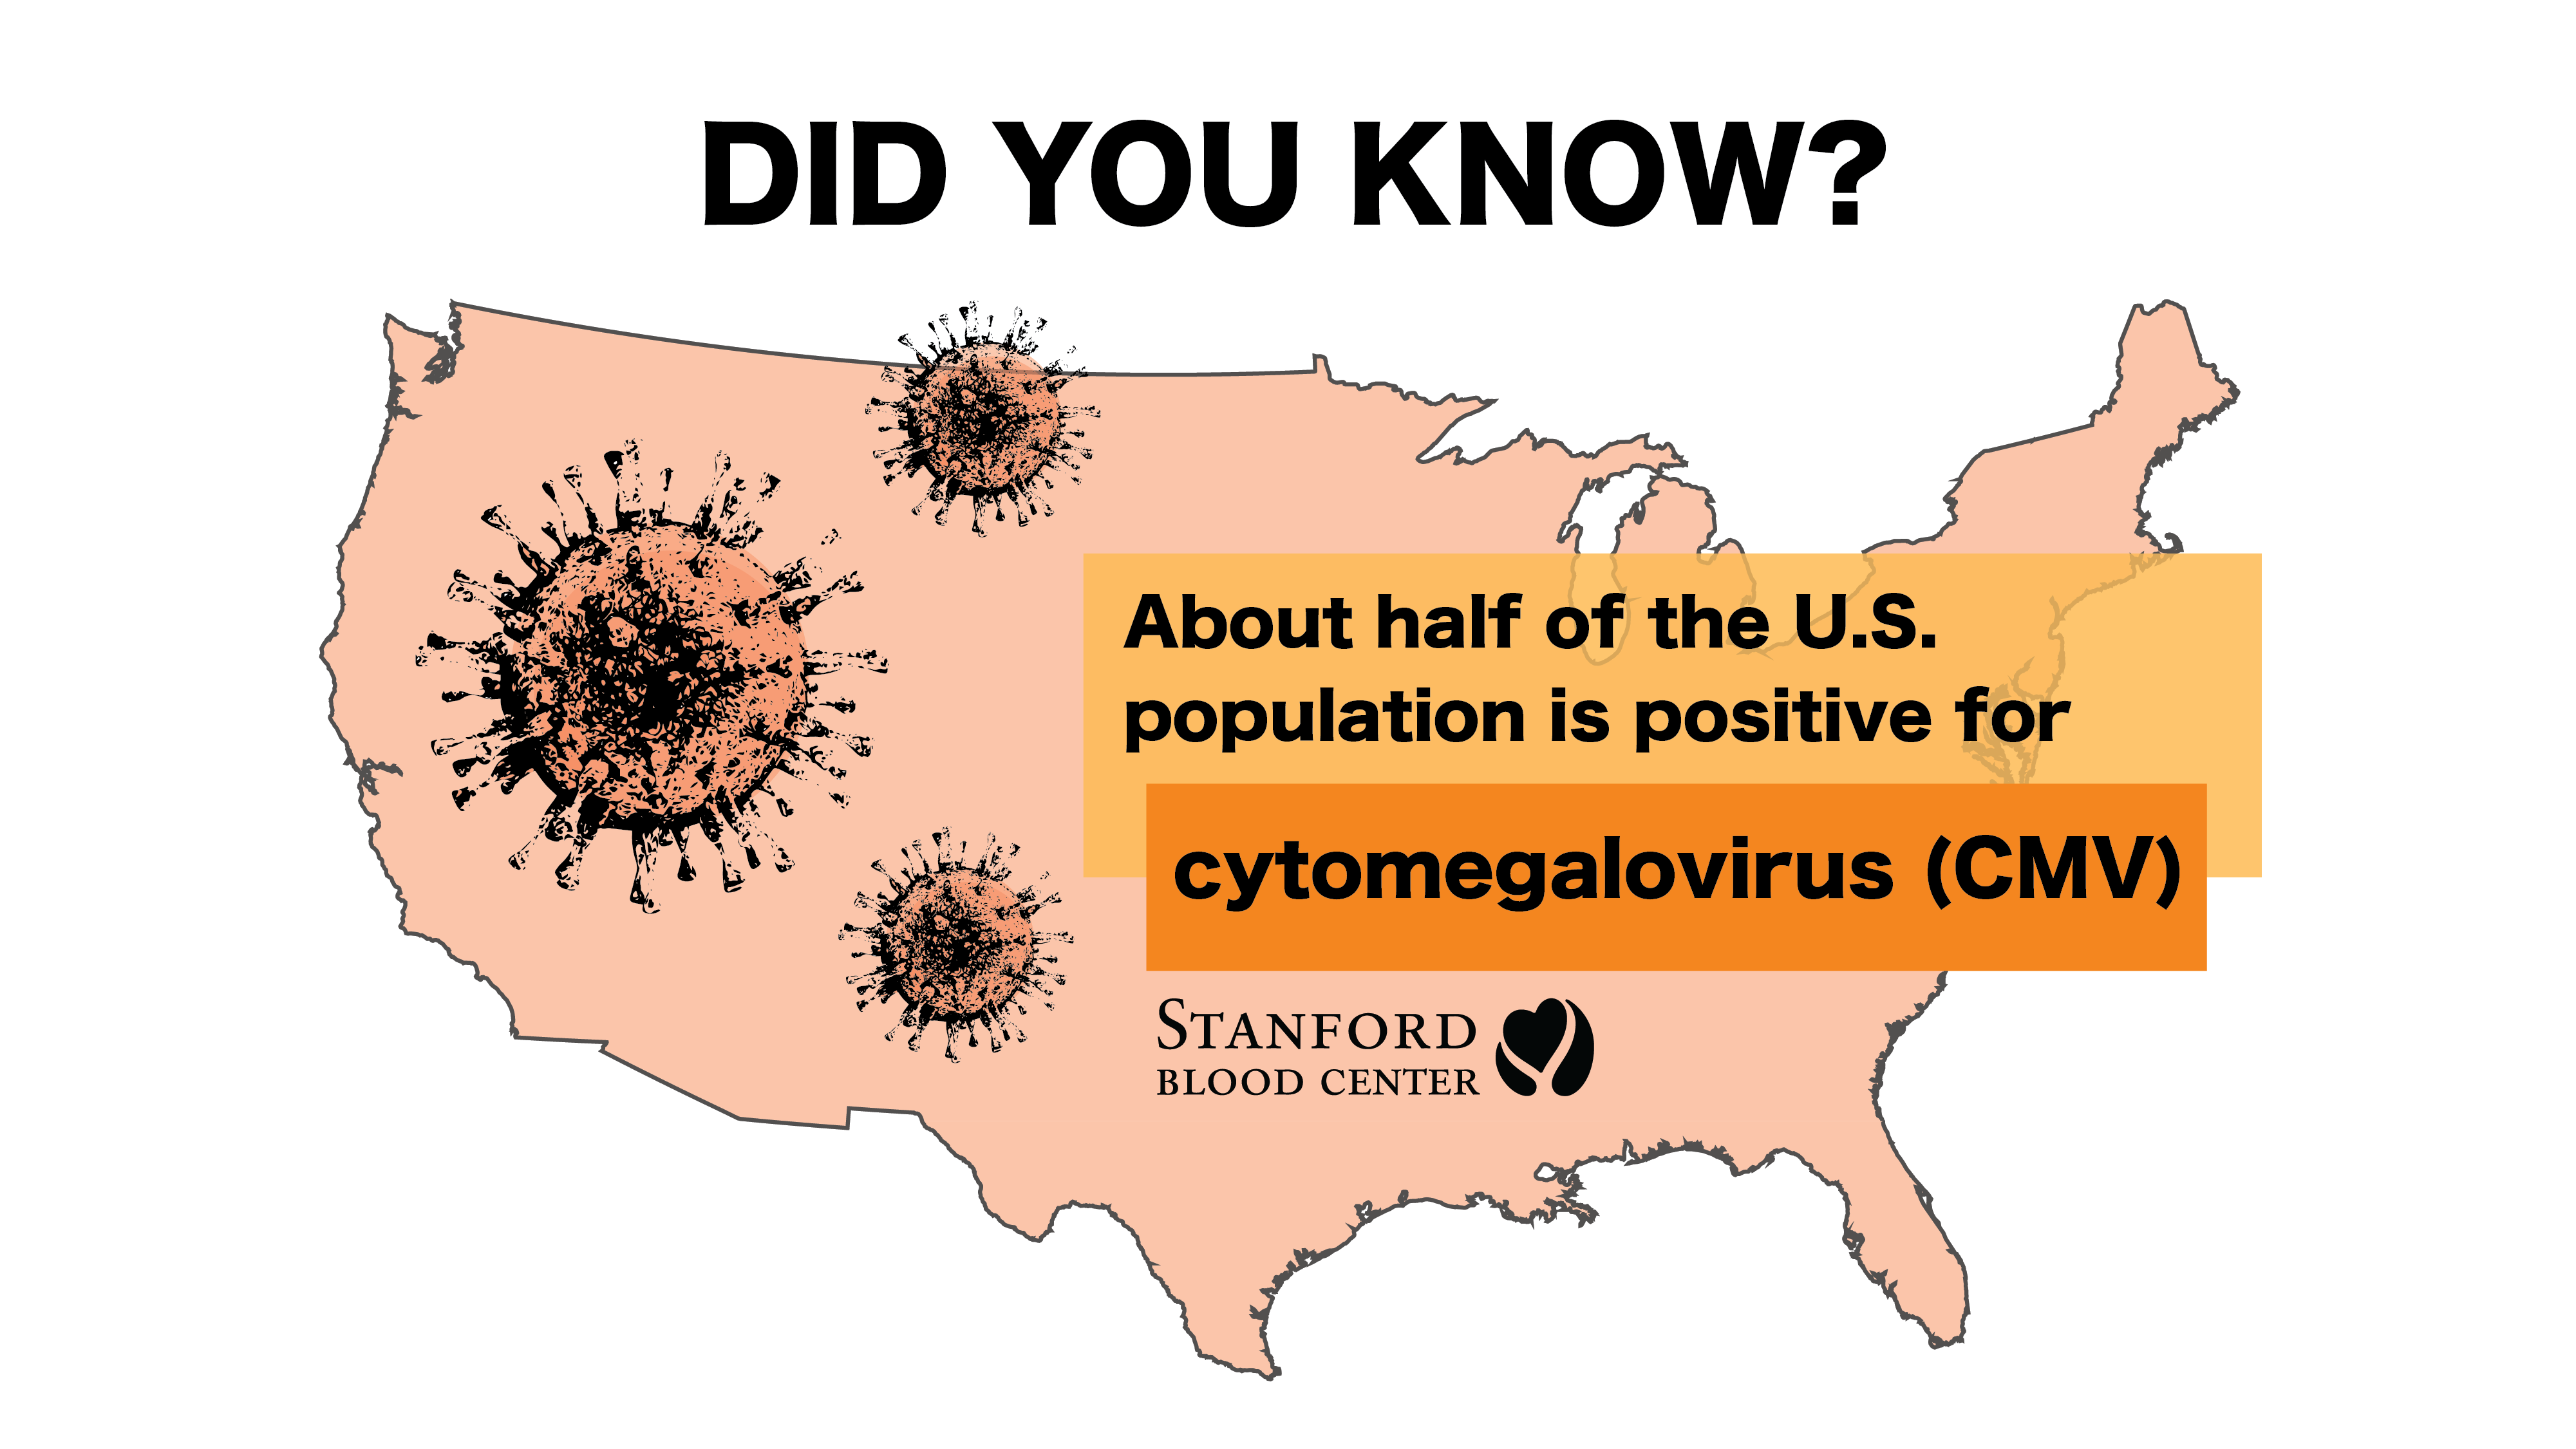 DID YOU KNOW?
About half of the U.S.
population is positive for
cytomegalovirus (CMV)
STANFORD
BLOOD CENTER